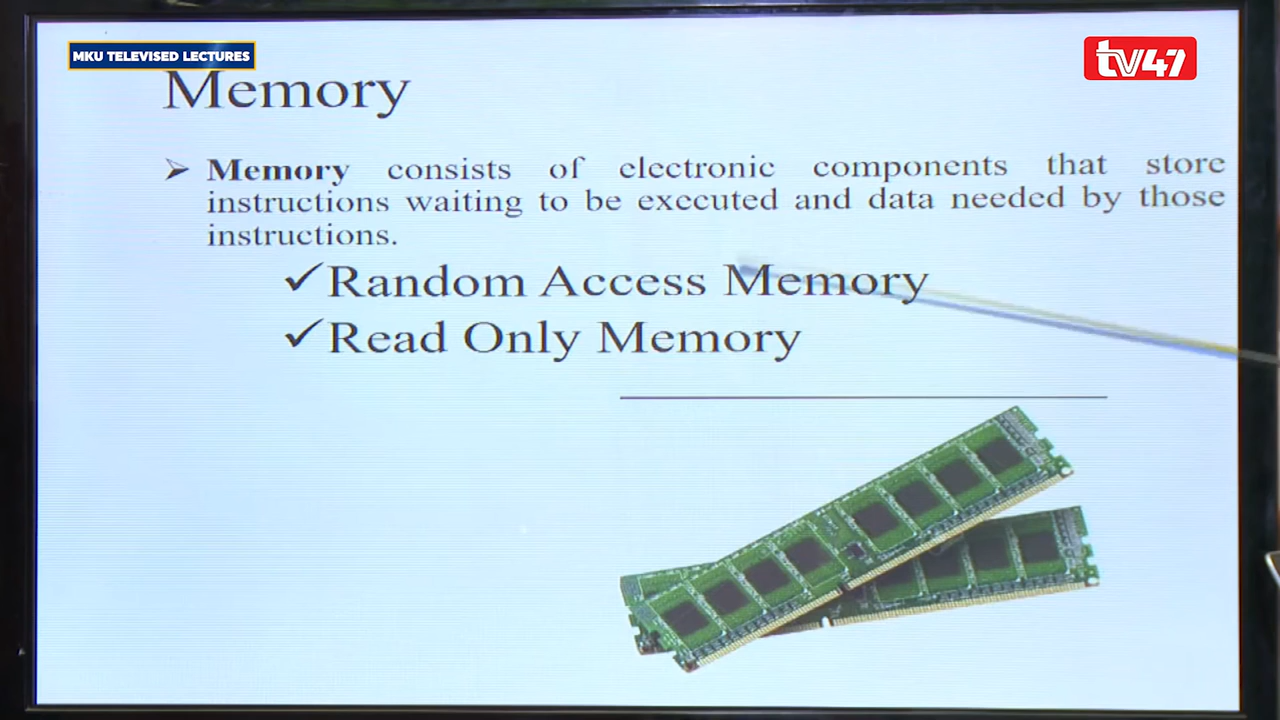 MKU TELEVISED LECTURES
tv47
Memory
➢ Memory consists of electronic components that store
instructions waiting to be executed and data needed by those
instructions.
✓Random Access Memory
✓Read Only Memory